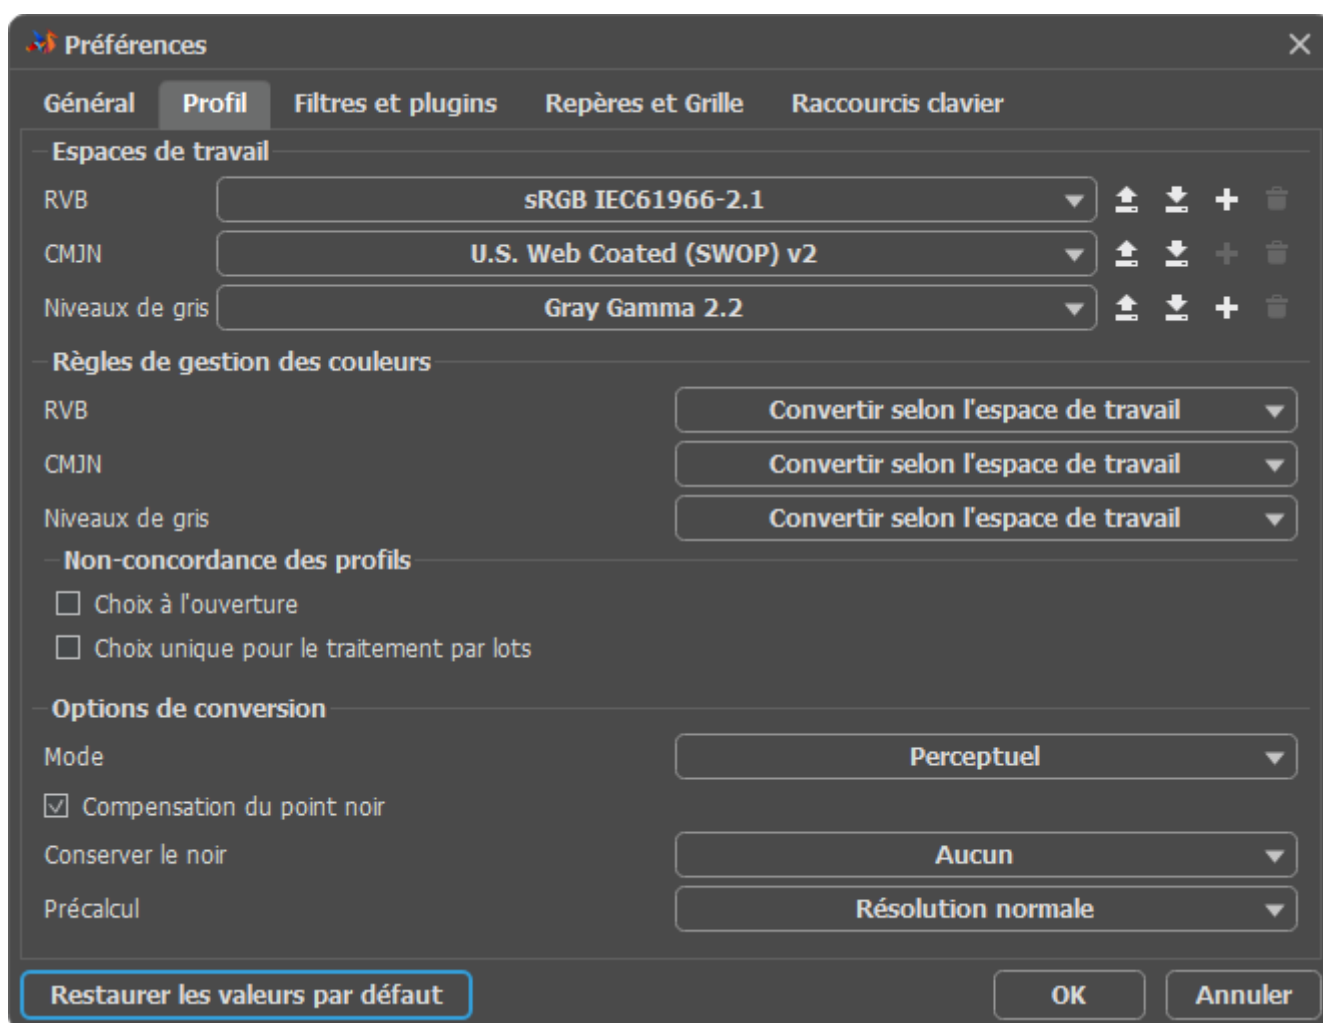 Préférences
Général Profil Filtres et plugins Repères et Grille Raccourcis clavier
Espaces de travail
RVB sRGB IEC61966-2.1
CMJN U.S. Web Coated (SWOP) v2
Niveaux de gris Gray Gamma 2.2
Règles de gestion des couleurs
RVB Convertir selon l'espace de travail
CMJN Convertir selon l'espace de travail
Niveaux de gris Convertir selon l'espace de travail
Non-concordance des profils
Choix à l'ouverture
Choix unique pour le traitement par lots
Options de conversion
Mode Perceptuel
Compensation du point noir
Conserver le noir Aucun
Précalcul Résolution normale
Restaurer les valeurs par défaut OK Annuler